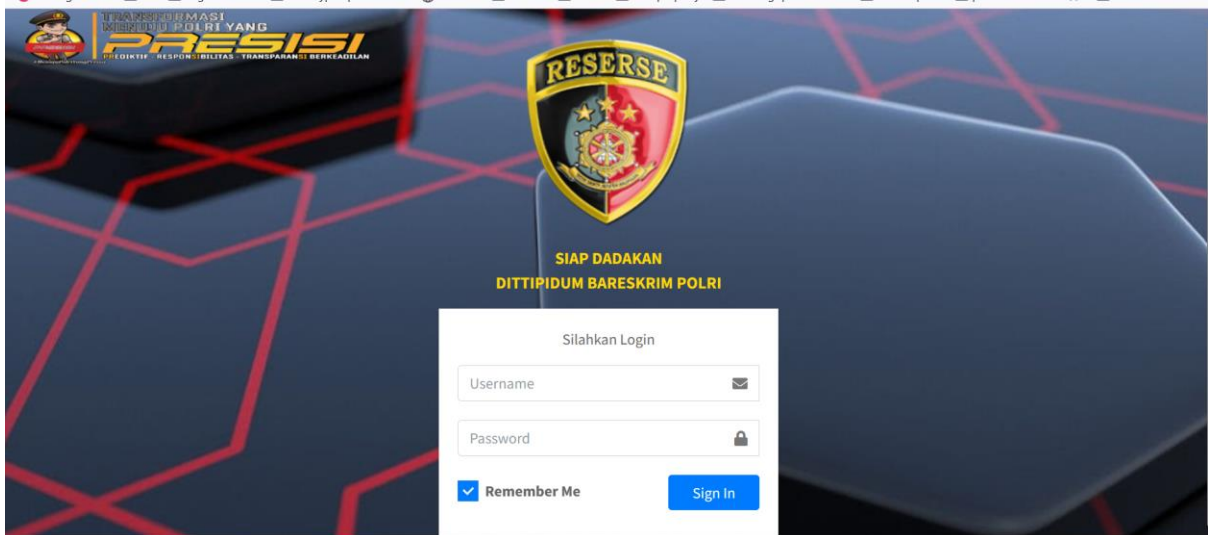 TRANSFORMASI
MENUJU POLRI YANG
PRESISI
PREDIKTIF - RESPONSIBILITAS - TRANSPARANSI BERKEADILAN
RESERSE
SIAP DADAKAN
DITTIPIDUM BARESKRIM POLRI
Silahkan Login
Username
Password
Remember Me
Sign In